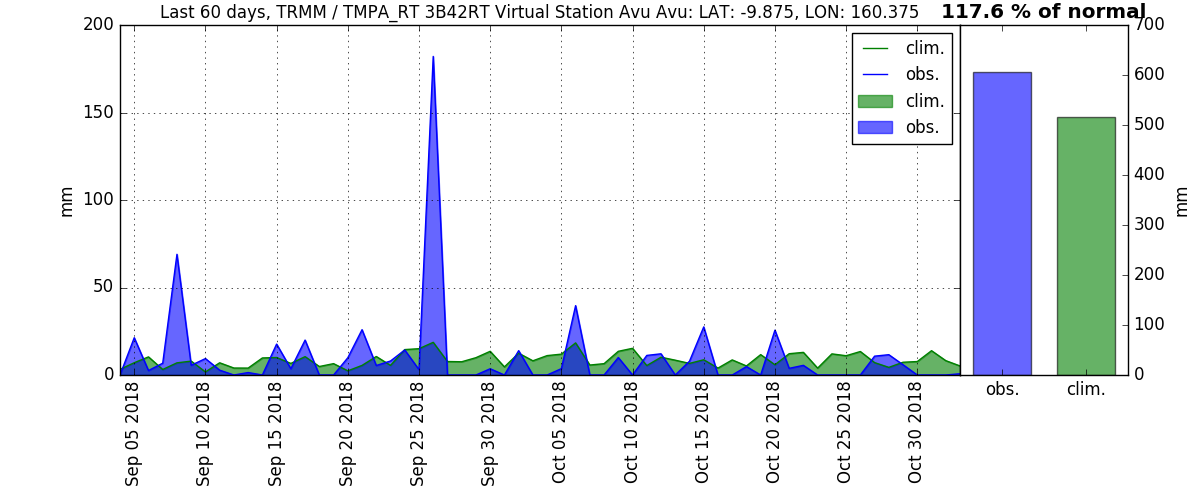 Last 60 days, TRMM / TMPA_RT 3B42RT Virtual Station Avu Avu: LAT: -9.875, LON: 160.375
117.6 % of normal
200
150
100
50
0
mm
clim.
obs.
clim.
obs.
Sep 05 2018
Sep 10 2018
Sep 15 2018
Sep 20 2018
Sep 25 2018
Sep 30 2018
Oct 05 2018
Oct 10 2018
Oct 15 2018
Oct 20 2018
Oct 25 2018
Oct 30 2018
700
600
500
400
300
200
100
0
mm
obs.
clim.